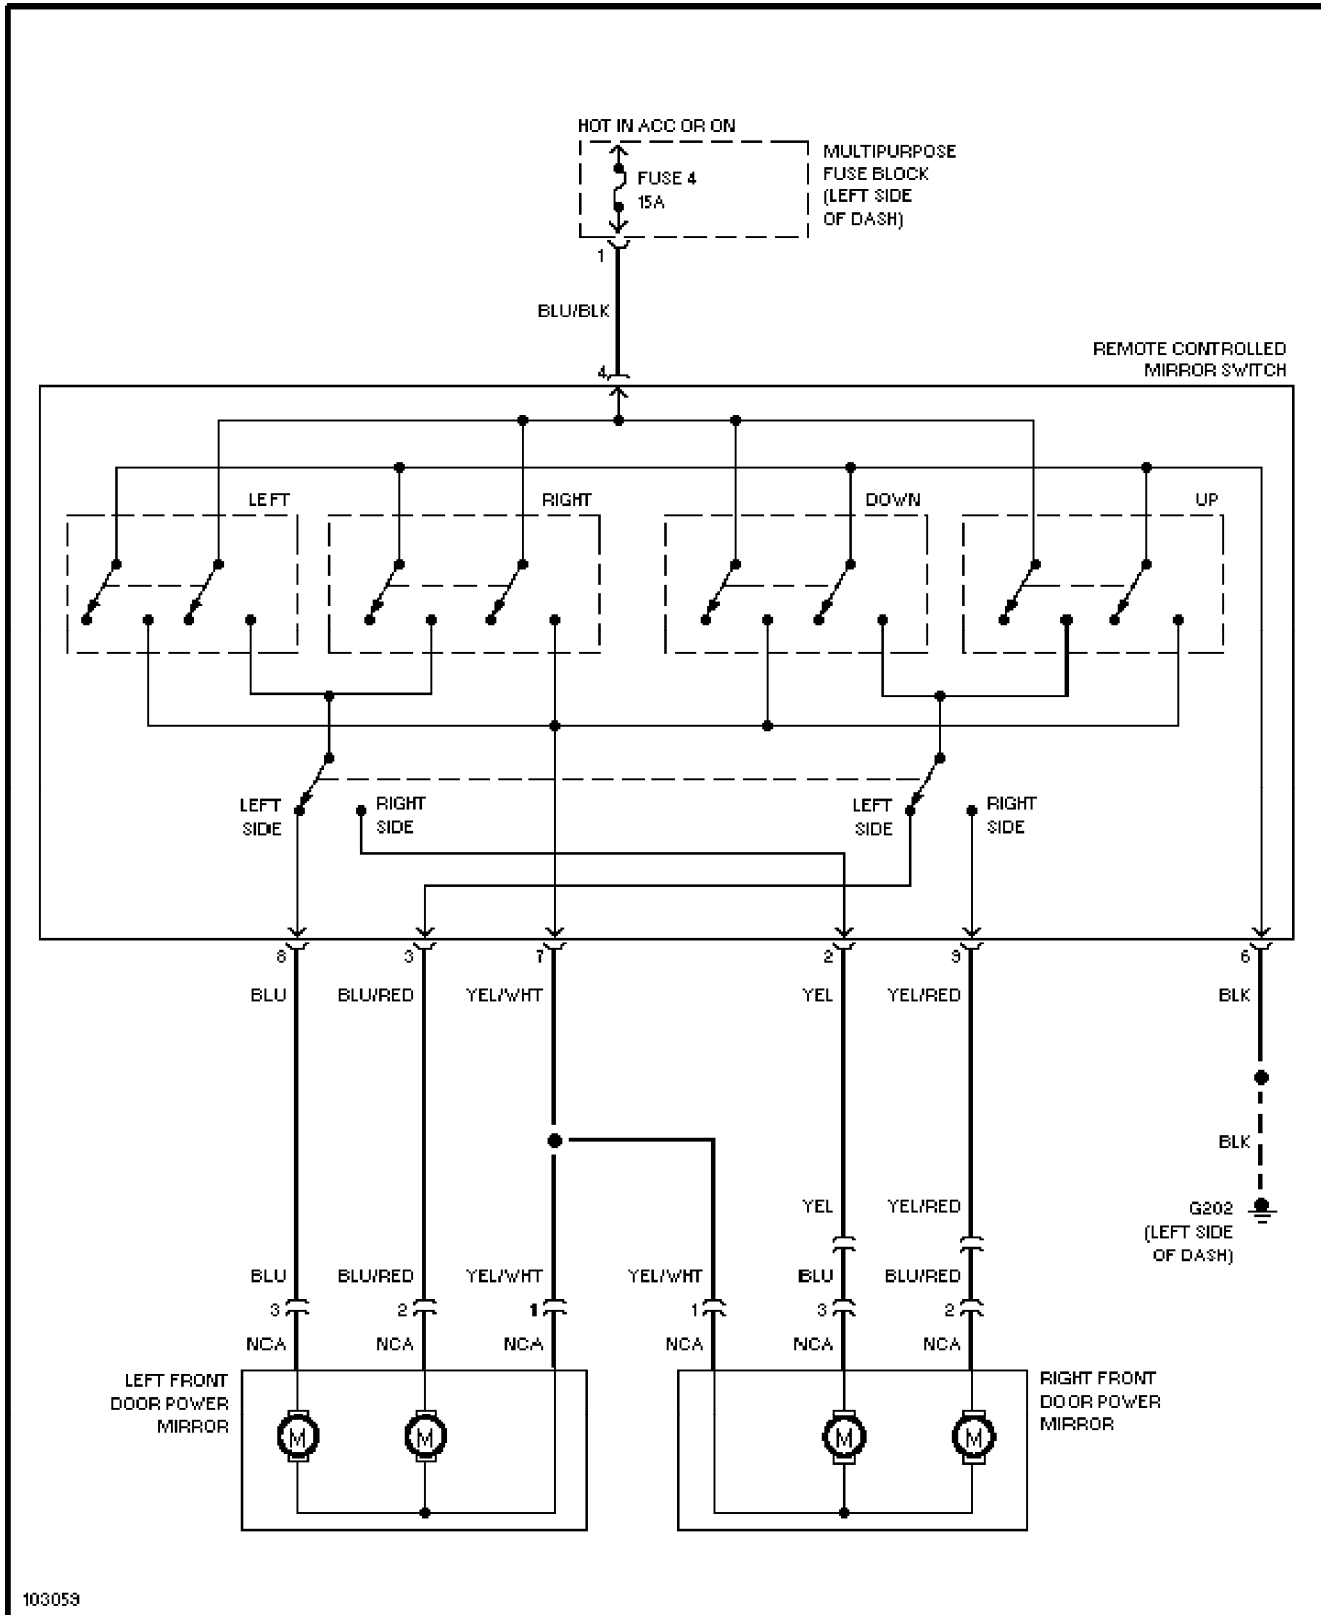 HOT IN ACC OR ON
MULTIPURPOSE
FUSE BLOCK
(LEFT SIDE
OF DASH)
FUSE 4
15A
1
BLU/BLK
4
REMOTE CONTROLLED
MIRROR SWITCH
LEFT
RIGHT
DOWN
UP
LEFT
SIDE
RIGHT
SIDE
LEFT
SIDE
RIGHT
SIDE
8
3
7
2
9
6
BLU
BLU/RED
YEL/WHT
YEL
YEL/RED
BLK
BLK
YEL
YEL/RED
G202
(LEFT SIDE
OF DASH)
BLU
BLU/RED
YEL/WHT
YEL/WHT
BLU
BLU/RED
3
2
1
1
3
2
NCA
NCA
NCA
NCA
NCA
NCA
LEFT FRONT
DOOR POWER
MIRROR
RIGHT FRONT
DOOR POWER
MIRROR
M
M
M
M
103059